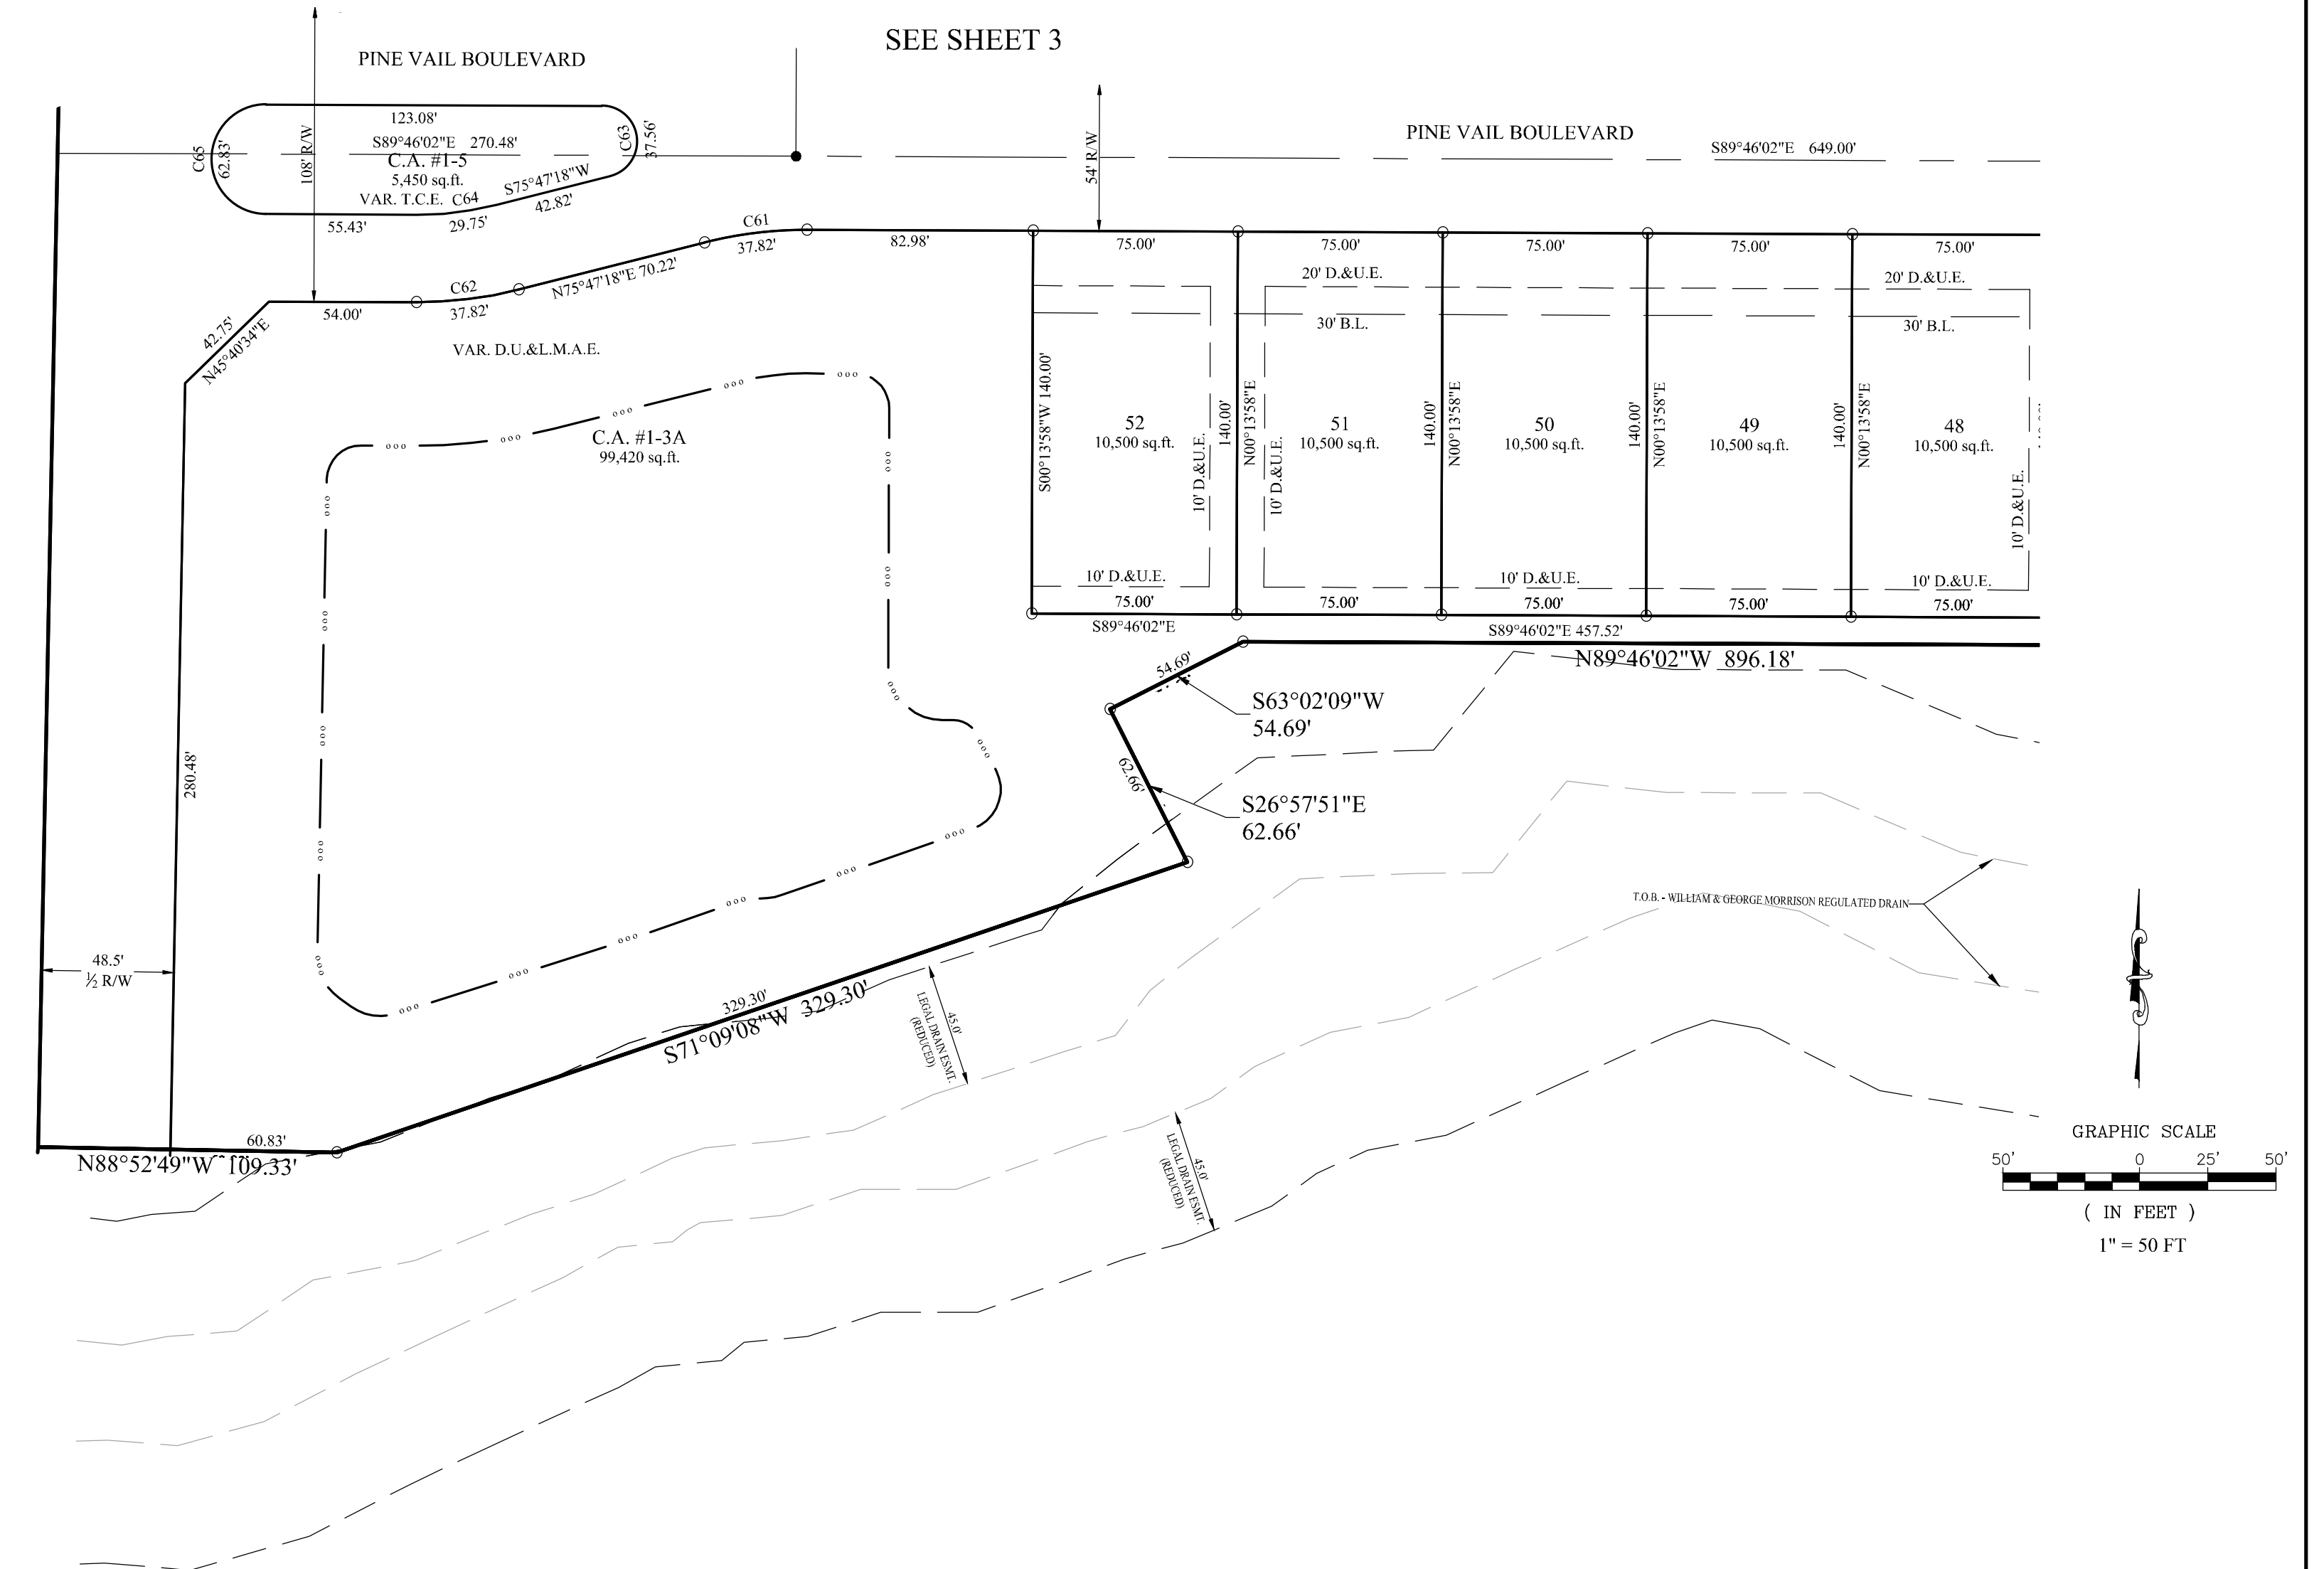 SEE SHEET 3
PINE VAIL BOULEVARD
123.08'
S89°46'02"E 270.48'
C.A. #1-5
5,450 sq.ft.
VAR. T.C.E.
C64
S75°47'18"W
42.82'
55.43'
29.75'
C65
62.83'
C63
37.56'
108' R/W
54' R/W
PINE VAIL BOULEVARD
S89°46'02"E 649.00'
C61
37.82'
82.98'
75.00'
75.00'
75.00'
75.00'
75.00'
N75°47'18"E 70.22'
C62
37.82'
54.00'
42.75'
N45°40'34"E
VAR. D.U.&L.M.A.E.
C.A. #1-3A
99,420 sq.ft.
20' D.&U.E.
20' D.&U.E.
30' B.L.
30' B.L.
S00°13'58"W 140.00'
52
10,500 sq.ft.
10' D.&U.E.
140.00'
N00°13'58"E
10' D.&U.E.
51
10,500 sq.ft.
140.00'
N00°13'58"E
50
10,500 sq.ft.
140.00'
N00°13'58"E
49
10,500 sq.ft.
140.00'
N00°13'58"E
48
10,500 sq.ft.
10' D.&U.E.
10' D.&U.E.
10' D.&U.E.
10' D.&U.E.
75.00'
75.00'
75.00'
75.00'
75.00'
S89°46'02"E
S89°46'02"E 457.52'
N89°46'02"W 896.18'
54.69'
S63°02'09"W
54.69'
62.66'
S26°57'51"E
62.66'
280.48'
48.5'
½ R/W
T.O.B. - WILLIAM & GEORGE MORRISON REGULATED DRAIN
329.30'
S71°09'08"W 329.30'
45.0'
LEGAL DRAIN ESMT.
(REDUCED)
45.0'
LEGAL DRAIN ESMT.
(REDUCED)
60.83'
N88°52'49"W 109.33'
GRAPHIC SCALE
50' 0 25' 50'
( IN FEET )
1" = 50 FT